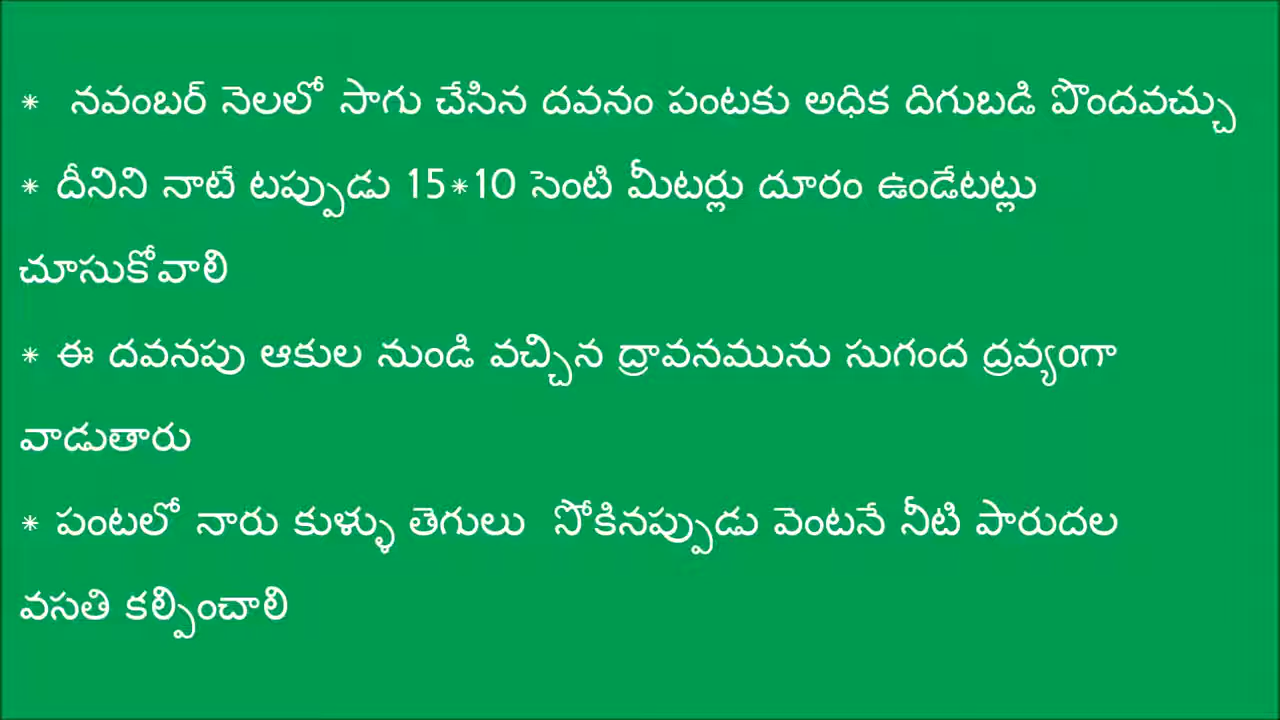 * నవంబర్ నెలలో సాగు చేసిన దవనం పంటకు అధిక దిగుబడి పొందవచ్చు
* దీనిని నాటే టప్పుడు 15*10 సెంటి మీటర్లు దూరం ఉండేటట్లు
చూసుకోవాలి
* ఈ దవనపు ఆకుల నుండి వచ్చిన ద్రావనమును సుగంద ద్రవ్యంగా
వాడుతారు
* పంటలో నారు కుళ్ళు తెగులు సోకినప్పుడు వెంటనే నీటి పారుదల
వసతి కల్పించాలి